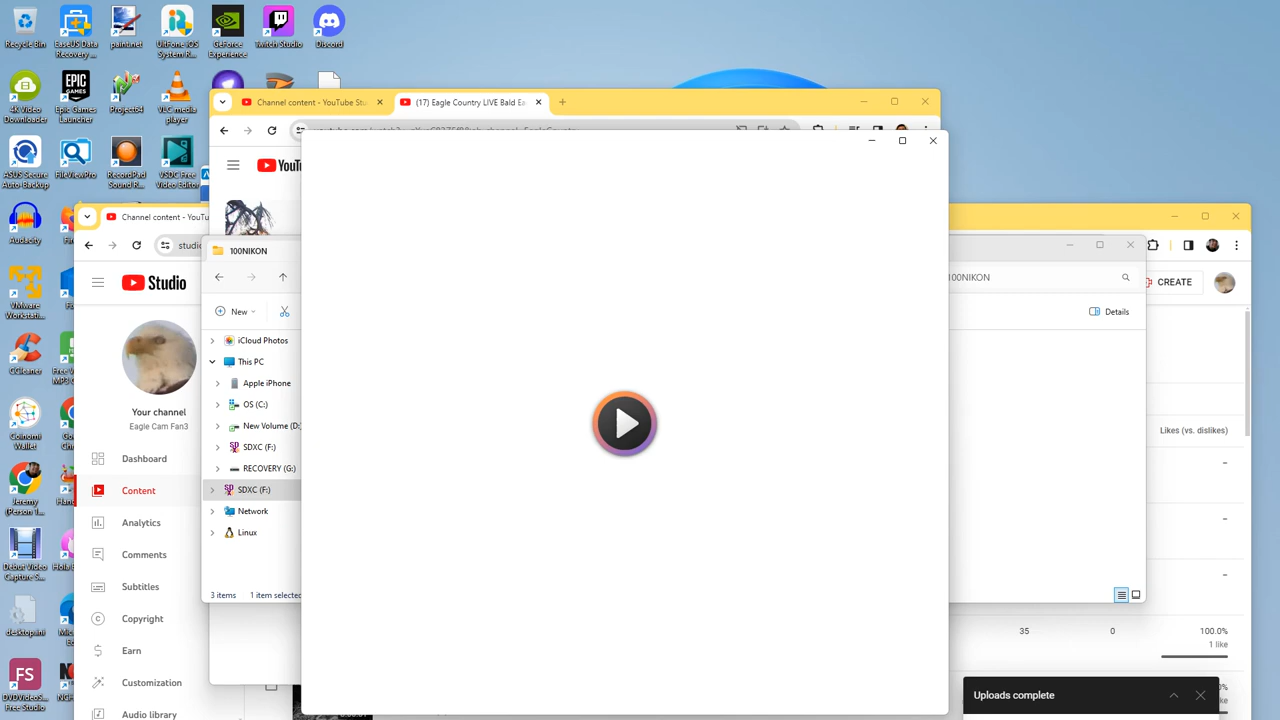 Recycle Bin
EaseUS Data Recovery ...
paint.net
UltFone iOS System R...
GeForce Experience
Twitch Studio
Discord
4K Video Downloader
Epic Games Launcher
Project64
VLC media player
ASUS Secure Auto Backup
FileViewPro
RecordPad Sound R...
VSDC Free Video Editor
Audacity
VMware Workstati...
CCleaner
Coinomi Wallet
Jeremy (Person 1...
Debut Video Capture S...
desktop.ini
DVDVideoS... Free Studio
Channel content - YouTube Stu
(17) Eagle Country LIVE Bald Ea
Channel content - YouTu
studio
Studio
CREATE
Your channel
Eagle Cam Fan3
Dashboard
Content
Analytics
Comments
Subtitles
Copyright
Earn
Customization
Audio library
100NIKON
100NIKON
New
Details
iCloud Photos
This PC
Apple iPhone
OS (C:)
New Volume (D:)
SDXC (F:)
RECOVERY (G:)
SDXC (F:)
Network
Linux
3 items
1 item selected
Likes (vs. dislikes)
–
–
–
35
0
100.0%
1 like
Uploads complete